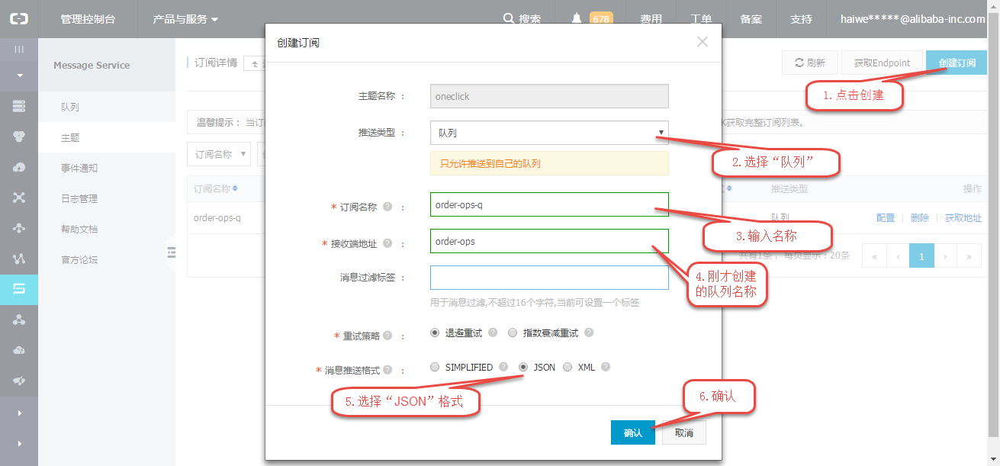 管理控制台 产品与服务 搜索 678 费用 工单 备案 支持 haiwe*****@alibaba-inc.com
Message Service
队列
主题
事件通知
日志管理
帮助文档
官方论坛
订阅详情
刷新 获取Endpoint 创建订阅
1.点击创建
温馨提示： 当订
获取完整订阅列表。
订阅名称
订阅名称 推送类型 操作
order-ops-q 队列 配置 删除 获取地址
共有1条， 每页显示：20条 « ‹ 1 › »
创建订阅
主题名称 ： oneclick
推送类型 ： 队列
2.选择“队列”
只允许推送到自己的队列
* 订阅名称 ? ： order-ops-q
3.输入名称
* 接收端地址 ? ： order-ops
4.刚才创建
的队列名称
消息过滤标签 ：
用于消息过滤,不超过16个字符,当前可设置一个标签
* 重试策略 ? ： 退避重试 ? 指数衰减重试 ?
* 消息推送格式 ? ： SIMPLIFIED ? JSON XML ?
5.选择“JSON”格式
6.确认
确认 取消